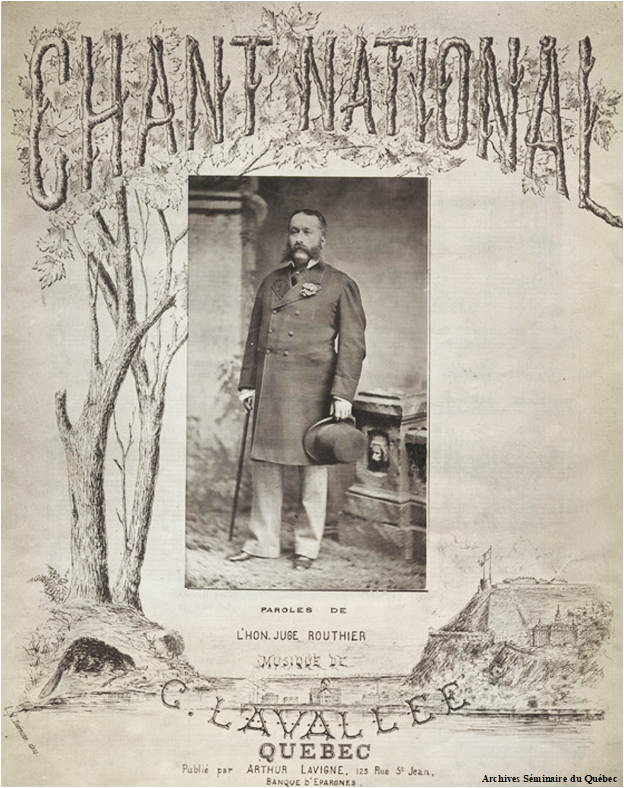 CHANT NATIONAL
PAROLES DE
L'HON. JUGE ROUTHIER
MUSIQUE DE
C. LAVALLÉE
QUEBEC
Publié par ARTHUR LAVIGNE, 123 Rue St Jean,
BANQUE D'EPARGNES.
Archives Séminaire du Québec